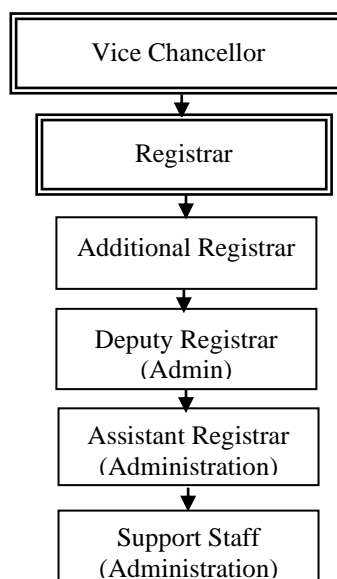 Vice Chancellor
Registrar
Additional Registrar
Deputy Registrar
(Admin)
Assistant Registrar
(Administration)
Support Staff
(Administration)